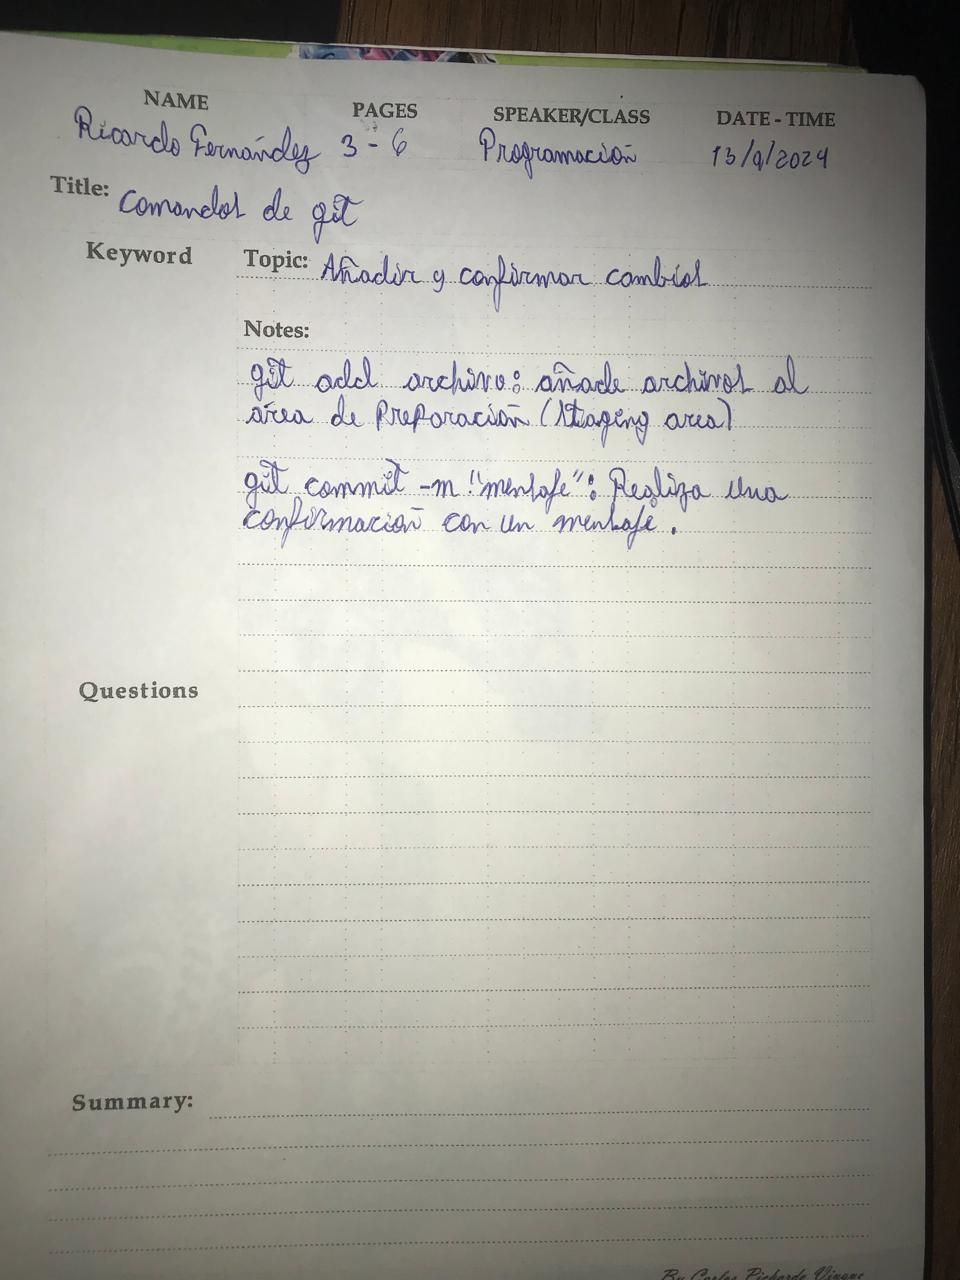 NAME PAGES SPEAKER/CLASS DATE - TIME
Ricardo Fernández 3 - 6 Programación 13/9/2024
Title: Comandos de git
Keyword Topic: Añadir y confirmar cambios
Notes:
git add archivo: añade archivos al
área de Preparación (Staging area)
git commit -m "mensaje": Realiza una
confirmación con un mensaje.
Questions
Summary:
By Carlos Pichardo